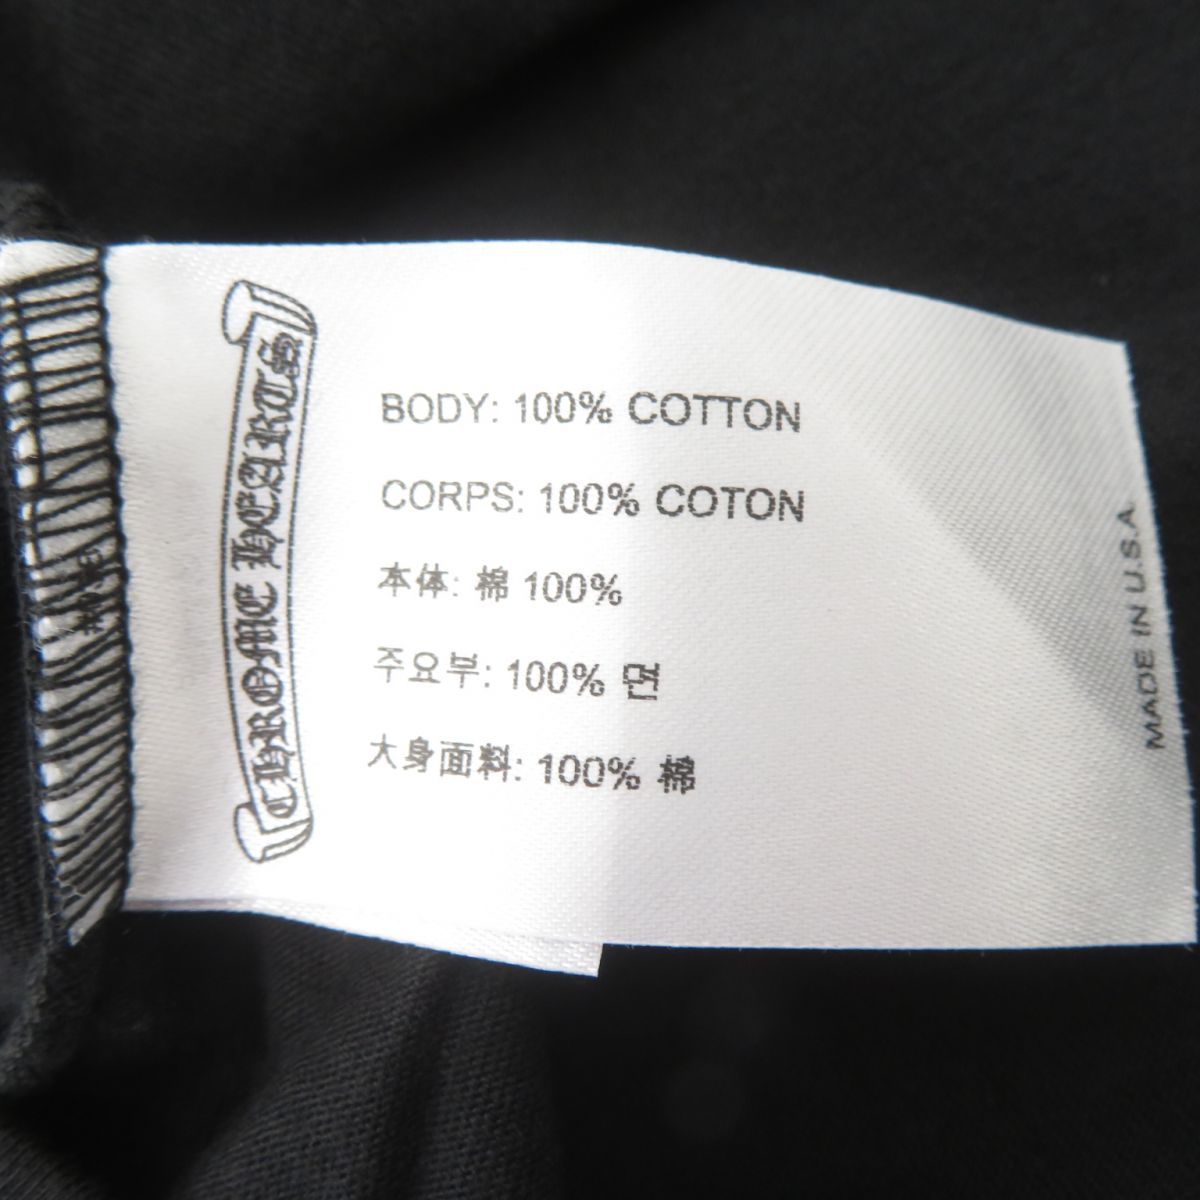 CHROME HEARTS
BODY: 100% COTTON
CORPS: 100% COTON
本体: 棉 100%
주요부: 100% 면
大身面料: 100% 棉
MADE IN U.S.A.